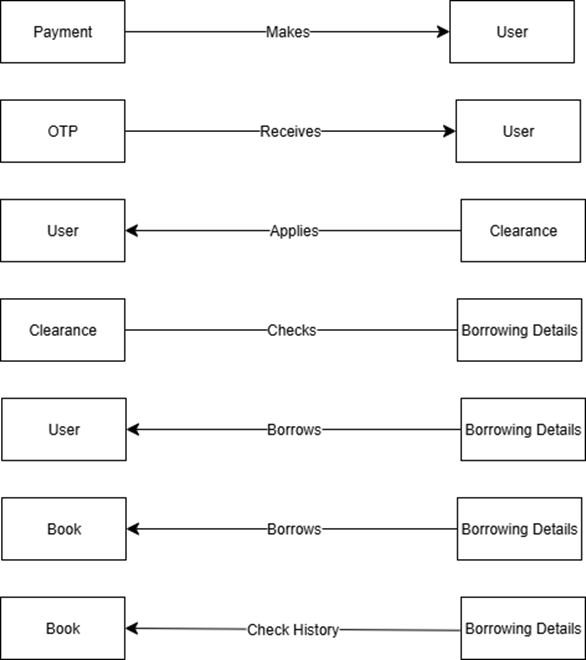 Payment Makes User
OTP Receives User
User Applies Clearance
Clearance Checks Borrowing Details
User Borrows Borrowing Details
Book Borrows Borrowing Details
Book Check History Borrowing Details